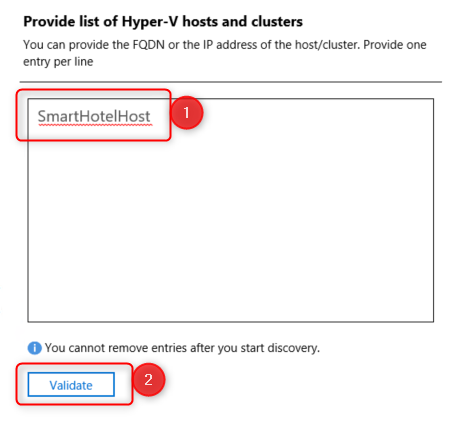 Provide list of Hyper-V hosts and clusters
You can provide the FQDN or the IP address of the host/cluster. Provide one
entry per line
SmartHotelHost
1
i You cannot remove entries after you start discovery.
Validate
2